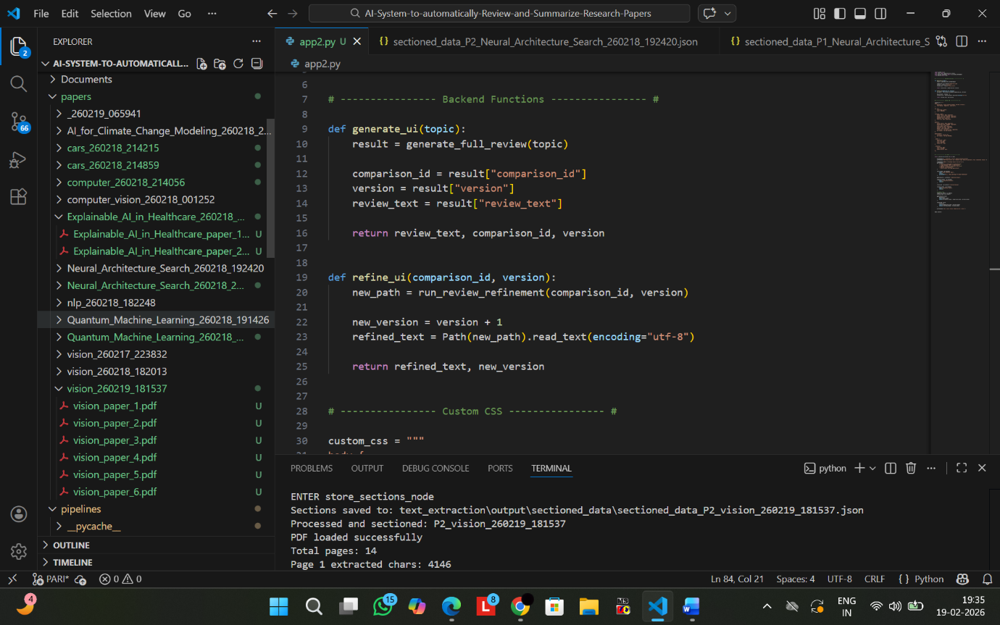 File Edit Selection View Go ···
AI-System-to-automatically-Review-and-Summarize-Research-Papers
EXPLORER ···
AI-SYSTEM-TO-AUTOMATICALL...
Documents
papers
_260219_065941
AI_for_Climate_Change_Modeling_260218_2...
cars_260218_214215
cars_260218_214859
computer_260218_214056
computer_vision_260218_001252
Explainable_AI_in_Healthcare_260218_...
Explainable_AI_in_Healthcare_paper_1... U
Explainable_AI_in_Healthcare_paper_2... U
Neural_Architecture_Search_260218_192420
Neural_Architecture_Search_260218_2...
nlp_260218_182248
Quantum_Machine_Learning_260218_191426
Quantum_Machine_Learning_260218_...
vision_260217_223832
vision_260218_182013
vision_260219_181537
vision_paper_1.pdf U
vision_paper_2.pdf U
vision_paper_3.pdf U
vision_paper_4.pdf U
vision_paper_5.pdf U
vision_paper_6.pdf U
pipelines
__pycache__
OUTLINE
TIMELINE
2
66
app2.py U
{} sectioned_data_P2_Neural_Architecture_Search_260218_192420.json
{} sectioned_data_P1_Neural_Architecture_S
app2.py
6
7 # ---------------- Backend Functions ---------------- #
8
9 def generate_ui(topic):
10 result = generate_full_review(topic)
11
12 comparison_id = result["comparison_id"]
13 version = result["version"]
14 review_text = result["review_text"]
15
16 return review_text, comparison_id, version
17
18
19 def refine_ui(comparison_id, version):
20 new_path = run_review_refinement(comparison_id, version)
21
22 new_version = version + 1
23 refined_text = Path(new_path).read_text(encoding="utf-8")
24
25 return refined_text, new_version
26
27
28 # ---------------- Custom CSS ---------------- #
29
30 custom_css = """
PROBLEMS OUTPUT DEBUG CONSOLE PORTS TERMINAL
python
ENTER store_sections_node
Sections saved to: text_extraction\output\sectioned_data\sectioned_data_P2_vision_260219_181537.json
Processed and sectioned: P2_vision_260219_181537
PDF loaded successfully
Total pages: 14
Page 1 extracted chars: 4146
PARI* 0 0
Ln 84, Col 21 Spaces: 4 UTF-8 CRLF {} Python
4
15
8
ENG
IN
19:35
19-02-2026